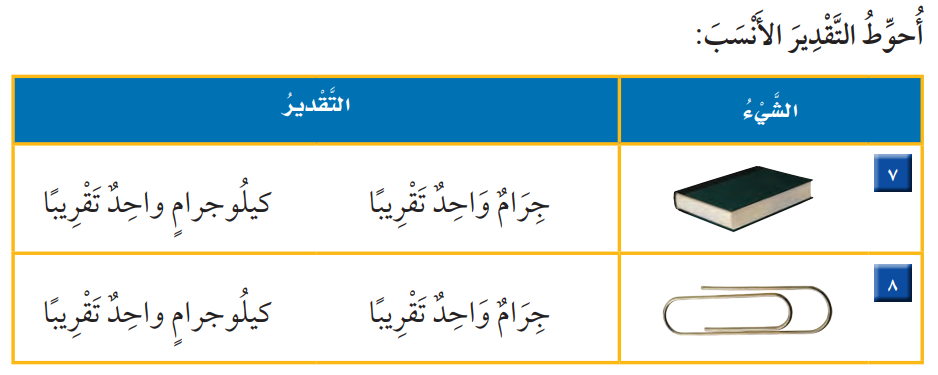 أُحوِّطُ التَّقْدِيرَ الأَنْسَبَ:
الشَّيْءُ التَّقْديرُ
٧ جِرَامٌ وَاحِدٌ تَقْرِيبًا كيلُوجرامٍ واحِدٌ تَقْرِيبًا
٨ جِرَامٌ وَاحِدٌ تَقْرِيبًا كيلُوجرامٍ واحِدٌ تَقْرِيبًا